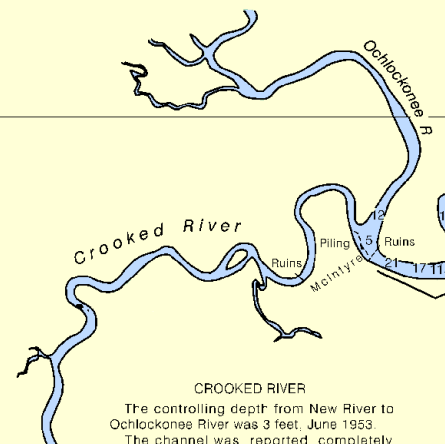 Ochlockonee R
Crooked River
12
Piling
5
Ruins
Ruins
McIntyre
21
17
11
CROOKED RIVER
The controlling depth from New River to
Ochlockonee River was 3 feet, June 1953.
The channel was reported completely